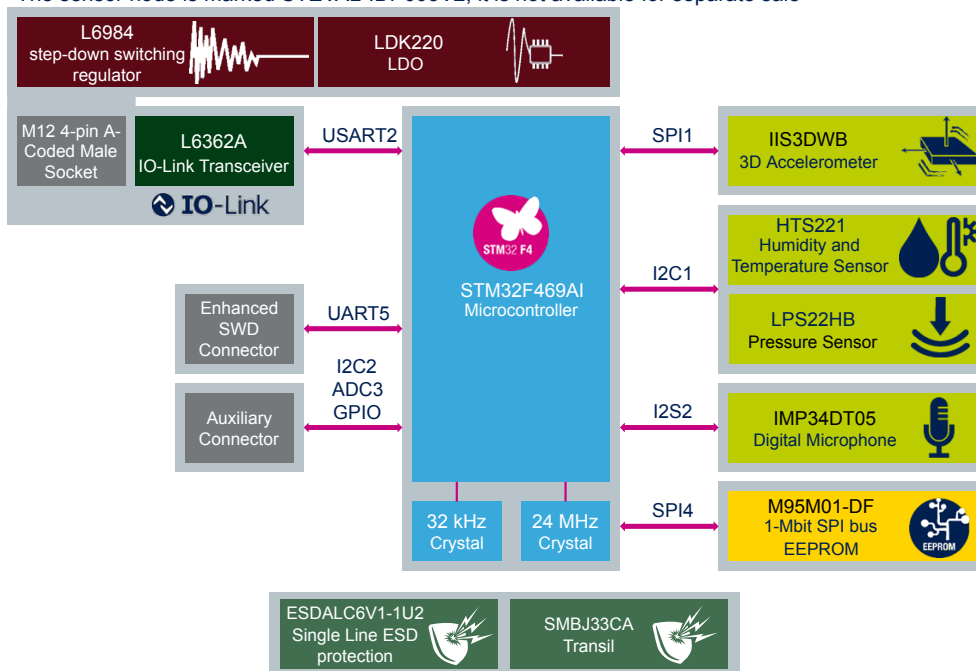 L6984
step-down switching
regulator
LDK220
LDO
M12 4-pin A-
Coded Male
Socket
L6362A
IO-Link Transceiver
IO-Link
USART2
STM32 F4
STM32F469AI
Microcontroller
SPI1
IIS3DWB
3D Accelerometer
HTS221
Humidity and
Temperature Sensor
I2C1
LPS22HB
Pressure Sensor
Enhanced
SWD
Connector
UART5
I2C2
ADC3
GPIO
Auxiliary
Connector
I2S2
IMP34DT05
Digital Microphone
32 kHz
Crystal
24 MHz
Crystal
SPI4
M95M01-DF
1-Mbit SPI bus
EEPROM
EEPROM
ESDALC6V1-1U2
Single Line ESD
protection
SMBJ33CA
Transil